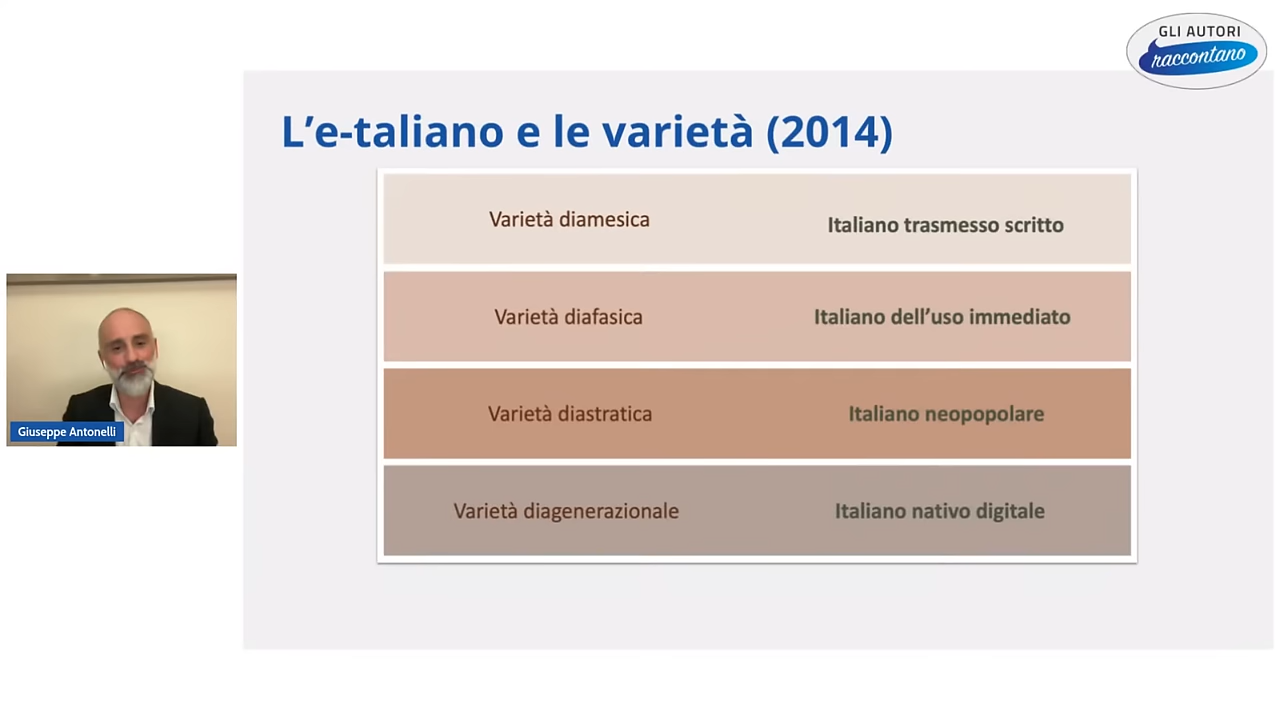 GLI AUTORI
raccontano
L'e-taliano e le varietà (2014)
Varietà diamesica Italiano trasmesso scritto
Varietà diafasica Italiano dell'uso immediato
Varietà diastratica Italiano neopopolare
Varietà diagenerazionale Italiano nativo digitale
Giuseppe Antonelli